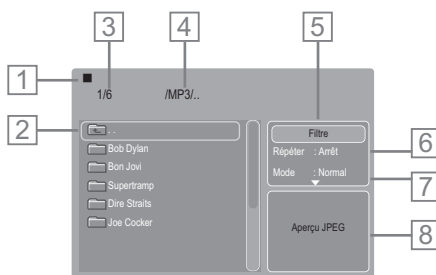 3
4
5
1
1/6
/MP3/..
2
. .
Bob Dylan
Bon Jovi
Supertramp
Dire Straits
Joe Cocker
Filtre
Répéter : Arrêt
6
Mode : Normal
7
Aperçu JPEG
8